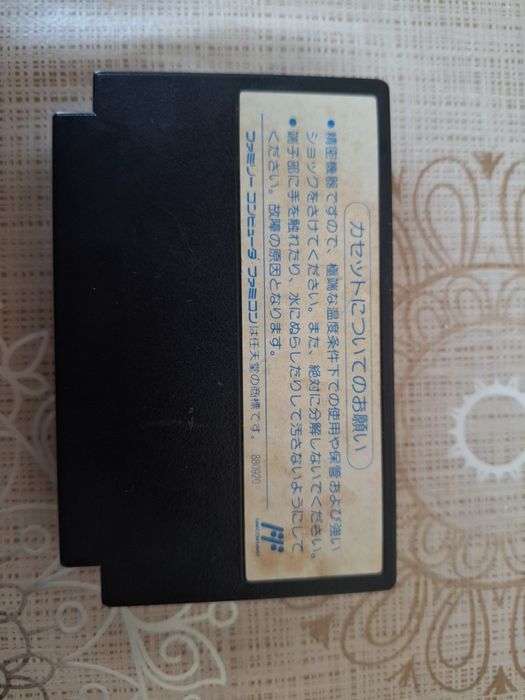 カセットについてのお願い
●精密機器ですので、極端な温度条件下での使用や保管および強い
ショックをさけてください。また、絶対に分解しないでください。
●端子部に手を触れたり、水にぬらしたりして汚さないようにして
ください。故障の原因となります。
ファミリーコンピュータ ファミコンは任天堂の商標です。 880920